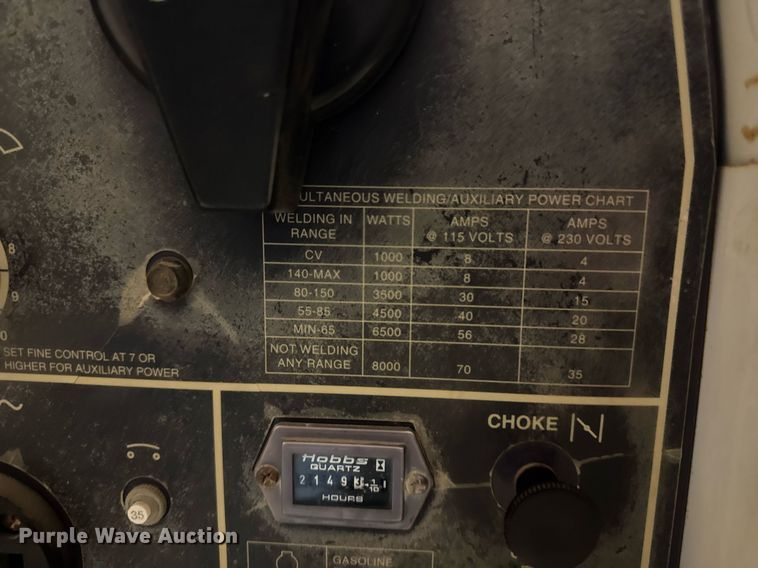 ULTANEOUS WELDING/AUXILIARY POWER CHART
WELDING IN RANGE WATTS AMPS @ 115 VOLTS AMPS @ 230 VOLTS
CV 1000 8 4
140-MAX 1000 8 4
80-150 3500 30 15
55-85 4500 40 20
MIN-65 6500 56 28
NOT WELDING ANY RANGE 8000 70 35
8
9
0
SET FINE CONTROL AT 7 OR
HIGHER FOR AUXILIARY POWER
CHOKE
Hobbs
QUARTZ
2149 1/10
HOURS
35
GASOLINE
Purple Wave Auction